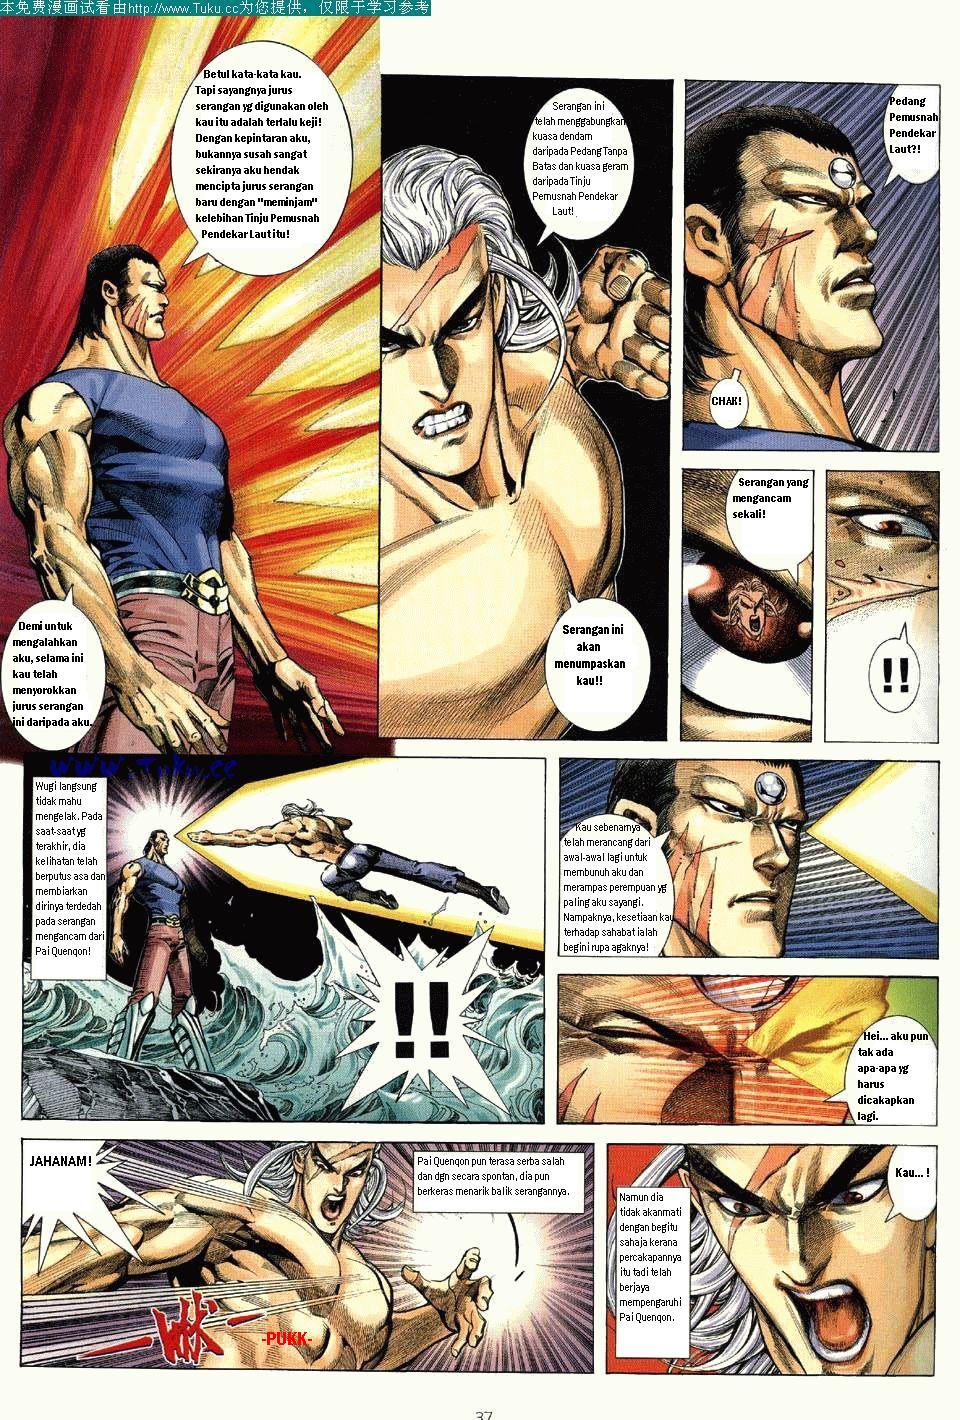 本免费漫画试看由http://www.Tuku.cc为您提供，仅限于学习参考
Betul kata-kata kau.
Tapi sayangnya jurus
serangan yg digunakan oleh
kau itu adalah terlalu keji!
Dengan kepintaran aku,
bukannya susah sangat
sekiranya aku hendak
mencipta jurus serangan
baru dengan "meminjam"
kelebihan Tinju Pemusnah
Pendekar Laut itu!
Serangan ini
telah menggabungkan
kuasa dendam
daripada Pedang Tanpa
Batas dan kuasa geram
daripada Tinju
Pemusnah Pendekar
Laut!
Pedang
Pemusnah
Pendekar
Laut?!
CHAK!
Serangan yang
mengancam
sekali!
!!
Demi untuk
mengalahkan
aku, selama ini
kau telah
menyorokkan
jurus serangan
ini daripada aku.
Serangan ini
akan
menumpaskan
kau!!
www.Tuku.cc
Wugi langsung
tidak mahu
mengelak. Pada
saat-saat yg
terakhir, dia
kelihatan telah
berputus asa dan
membiarkan
dirinya terdedah
pada serangan
mengancam dari
Pai Quenqon!
!!
Kau sebenarnya
telah merancang dari
awal-awal lagi untuk
membunuh aku dan
merampas perempuan yg
paling aku sayangi.
Nampaknya, kesetiaan kau
terhadap sahabat ialah
begini rupa agaknya!
Hei... aku pun
tak ada
apa-apa yg
harus
dicakapkan
lagi.
JAHANAM!
Pai Quenqon pun terasa serba salah
dan dgn secara spontan, dia pun
berkeras menarik balik serangannya.
-PUKK-
Kau... !
Namun dia
tidak akanmati
dengan begitu
sahaja kerana
percakapannya
itu tadi telah
berjaya
mempengaruhi
Pai Quenqon.
37